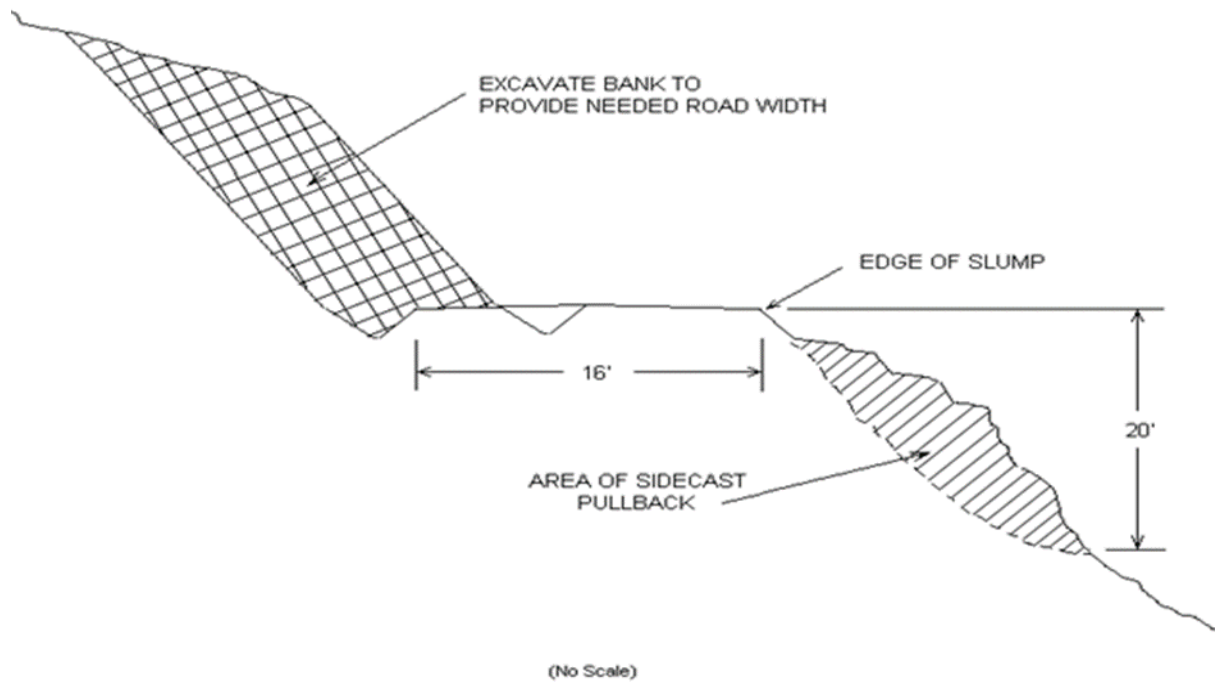 EXCAVATE BANK TO
PROVIDE NEEDED ROAD WIDTH
EDGE OF SLUMP
16'
20'
AREA OF SIDECAST
PULLBACK
(No Scale)